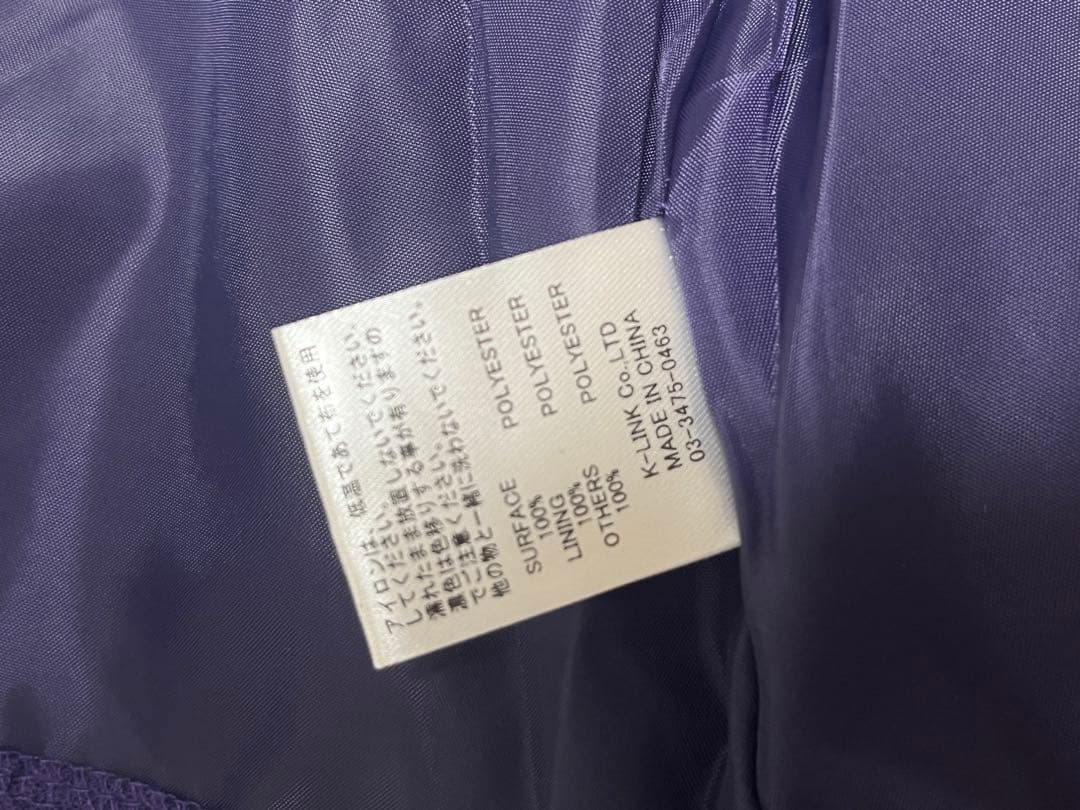 アイロンは、低温であて布を使用
してください。
濡れたまま放置しないでください。
濃色は色移りする事が有りますの
でご注意ください。
他の物と一緒に洗わないでください。
SURFACE POLYESTER
100%
LINING POLYESTER
100%
OTHERS POLYESTER
100%
K-LINK Co.,LTD
MADE IN CHINA
03-3475-0463